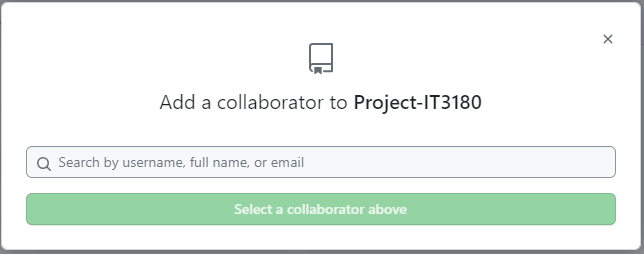 Add a collaborator to Project-IT3180
Search by username, full name, or email
Select a collaborator above